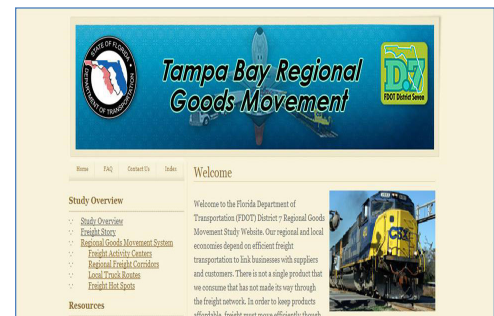 STATE OF FLORIDA
DEPARTMENT OF TRANSPORTATION
Tampa Bay Regional
Goods Movement
D.7
FDOT District Seven
Home FAQ Contact Us Index
Study Overview
Study Overview
Freight Story
Regional Goods Movement System
Freight Activity Centers
Regional Freight Corridors
Local Truck Routes
Freight Hot Spots
Resources
Welcome
Welcome to the Florida Department of
Transportation (FDOT) District 7 Regional Goods
Movement Study Website. Our regional and local
economies depend on efficient freight
transportation to link businesses with suppliers
and customers. There is not a single product that
we consume that has not made its way through
the freight network. In order to keep products
affordable, freight must move efficiently though
CSX